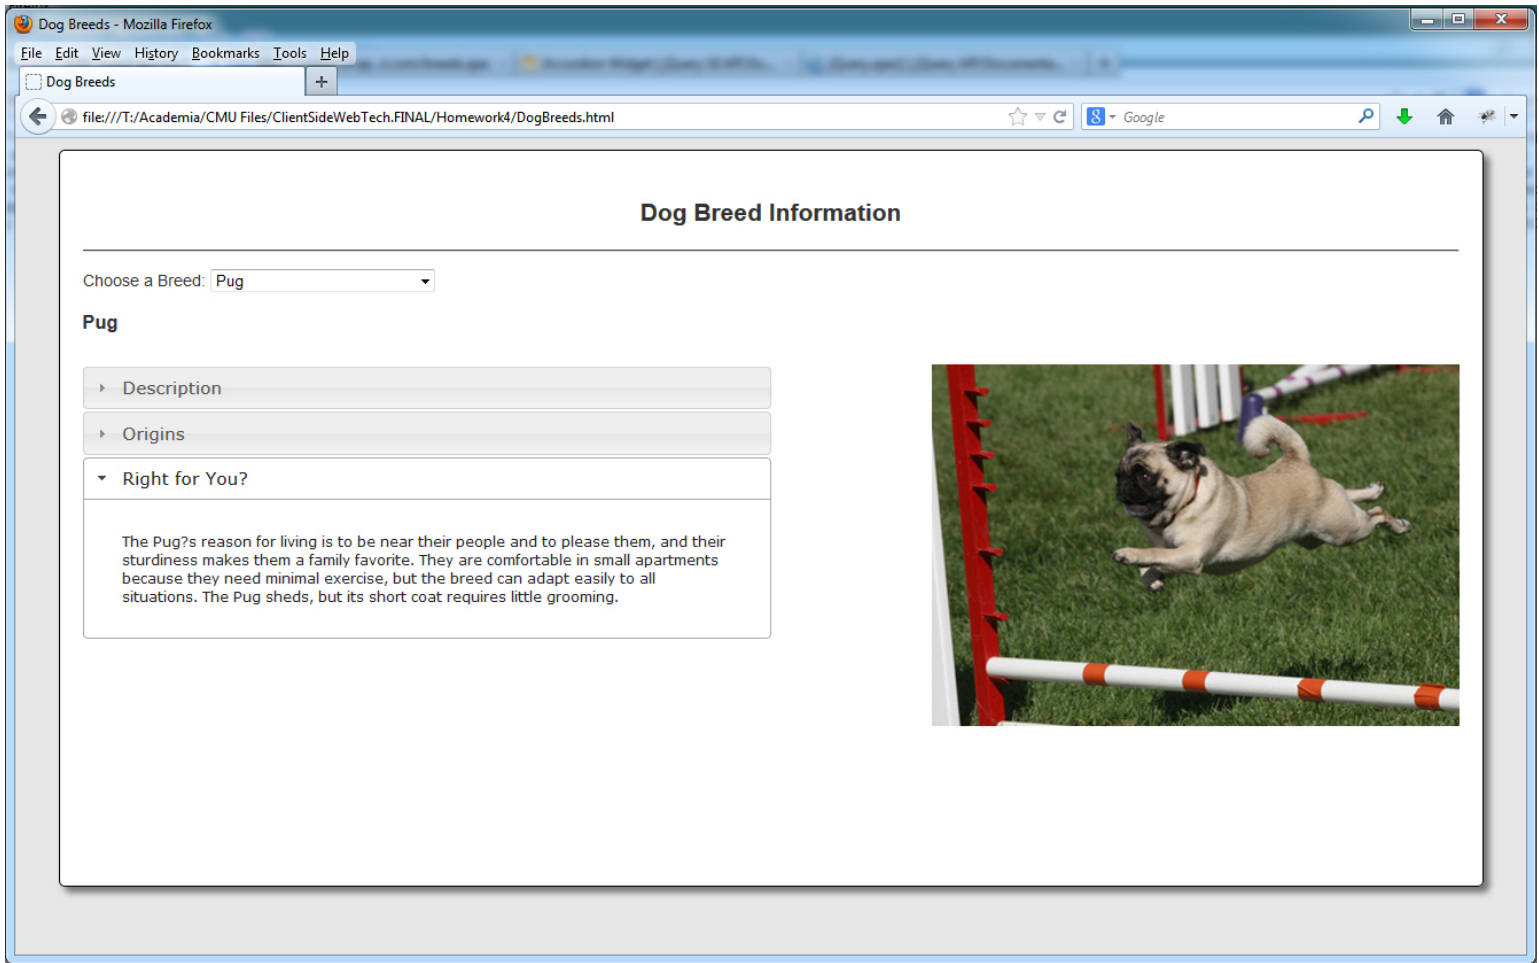 Dog Breeds - Mozilla Firefox
File Edit View History Bookmarks Tools Help
Dog Breeds
file:///T:/Academia/CMU Files/ClientSideWebTech.FINAL/Homework4/DogBreeds.html
Google
Dog Breed Information
Choose a Breed: Pug
Pug
Description
Origins
Right for You?
The Pug?s reason for living is to be near their people and to please them, and their
sturdiness makes them a family favorite. They are comfortable in small apartments
because they need minimal exercise, but the breed can adapt easily to all
situations. The Pug sheds, but its short coat requires little grooming.